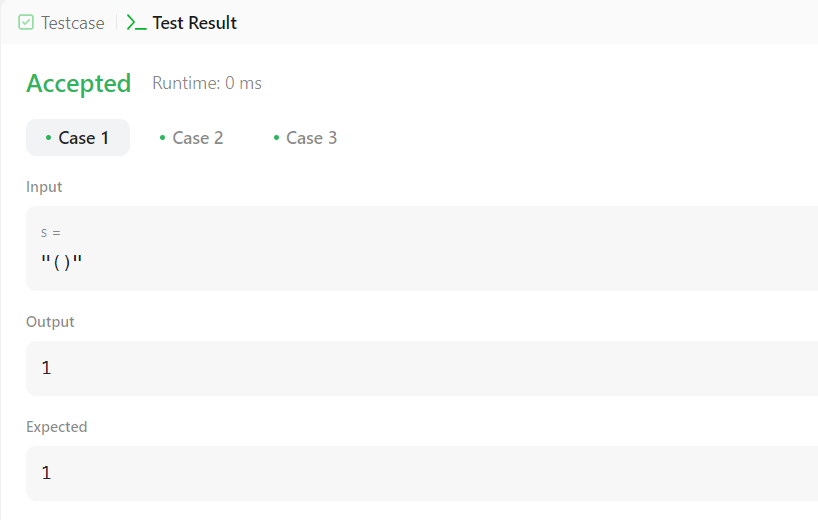 Testcase Test Result
Accepted Runtime: 0 ms
Case 1 Case 2 Case 3
Input
s =
"()"
Output
1
Expected
1